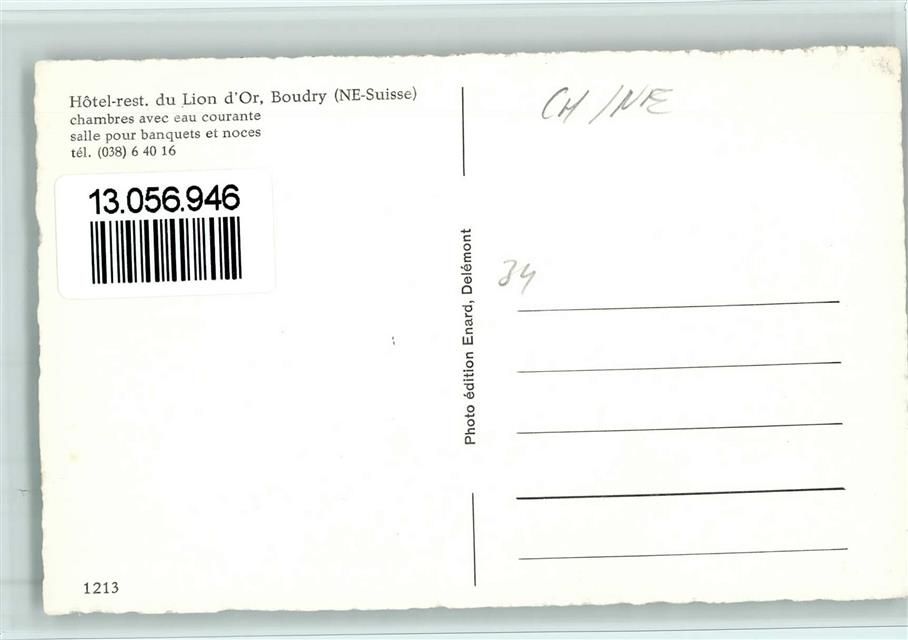 Hôtel-rest. du Lion d'Or, Boudry (NE-Suisse)
chambres avec eau courante
salle pour banquets et noces
tél. (038) 6 40 16
13.056.946
1213
Photo édition Enard, Delémont
CH/NE
34